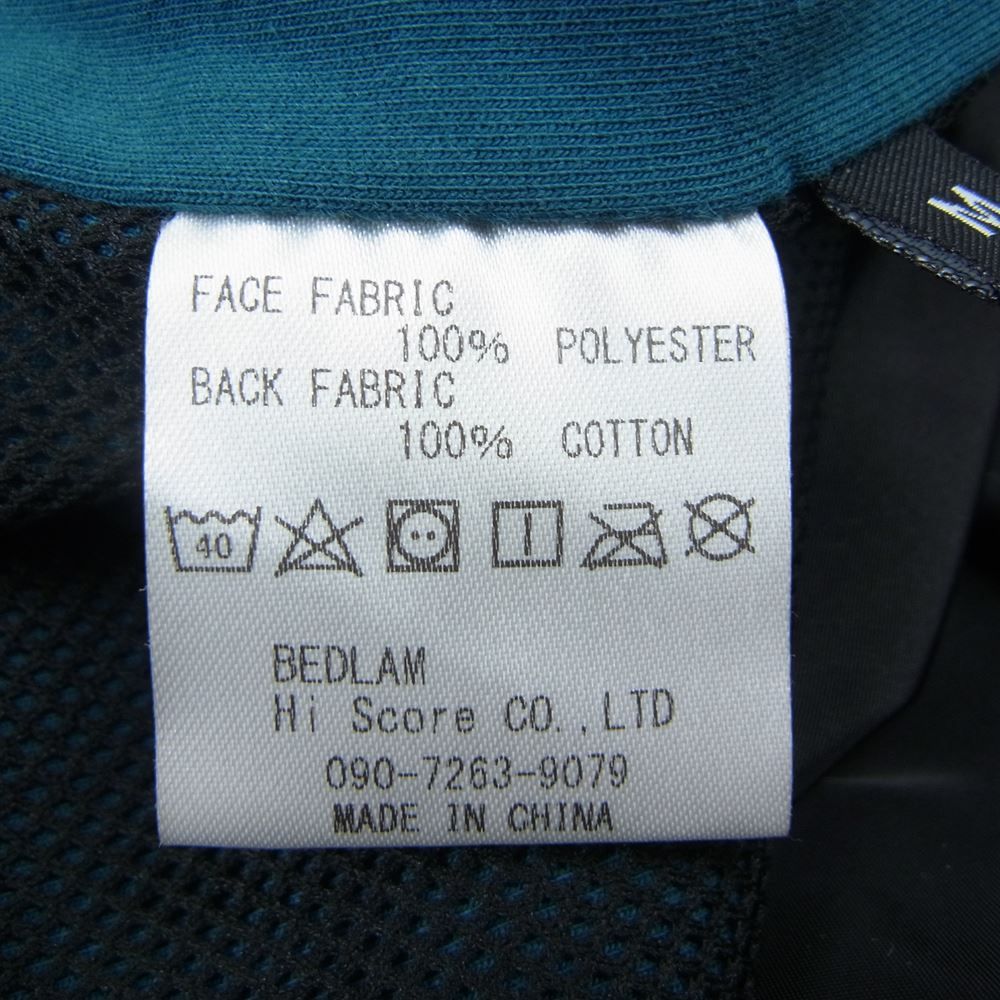 FACE FABRIC
100% POLYESTER
BACK FABRIC
100% COTTON
40
BEDLAM
Hi Score CO.,LTD
090-7263-9079
MADE IN CHINA
M